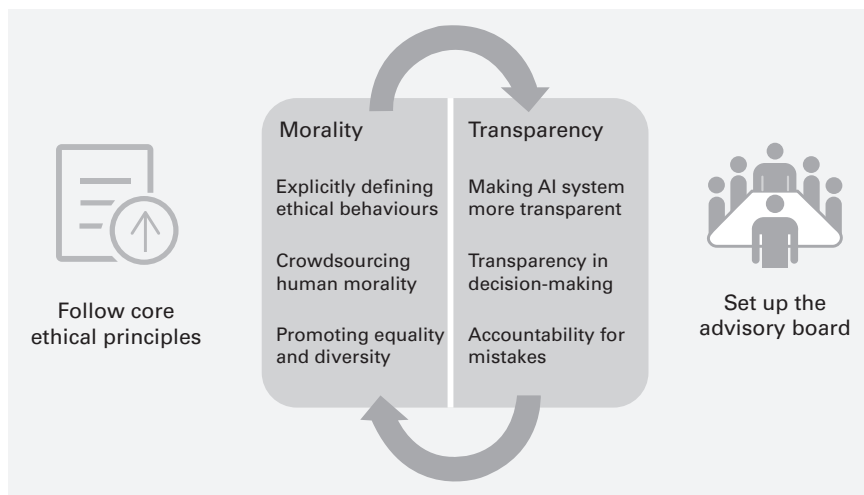 Follow core
ethical principles
Morality
Explicitly defining
ethical behaviours
Crowdsourcing
human morality
Promoting equality
and diversity
Transparency
Making AI system
more transparent
Transparency in
decision-making
Accountability for
mistakes
Set up the
advisory board